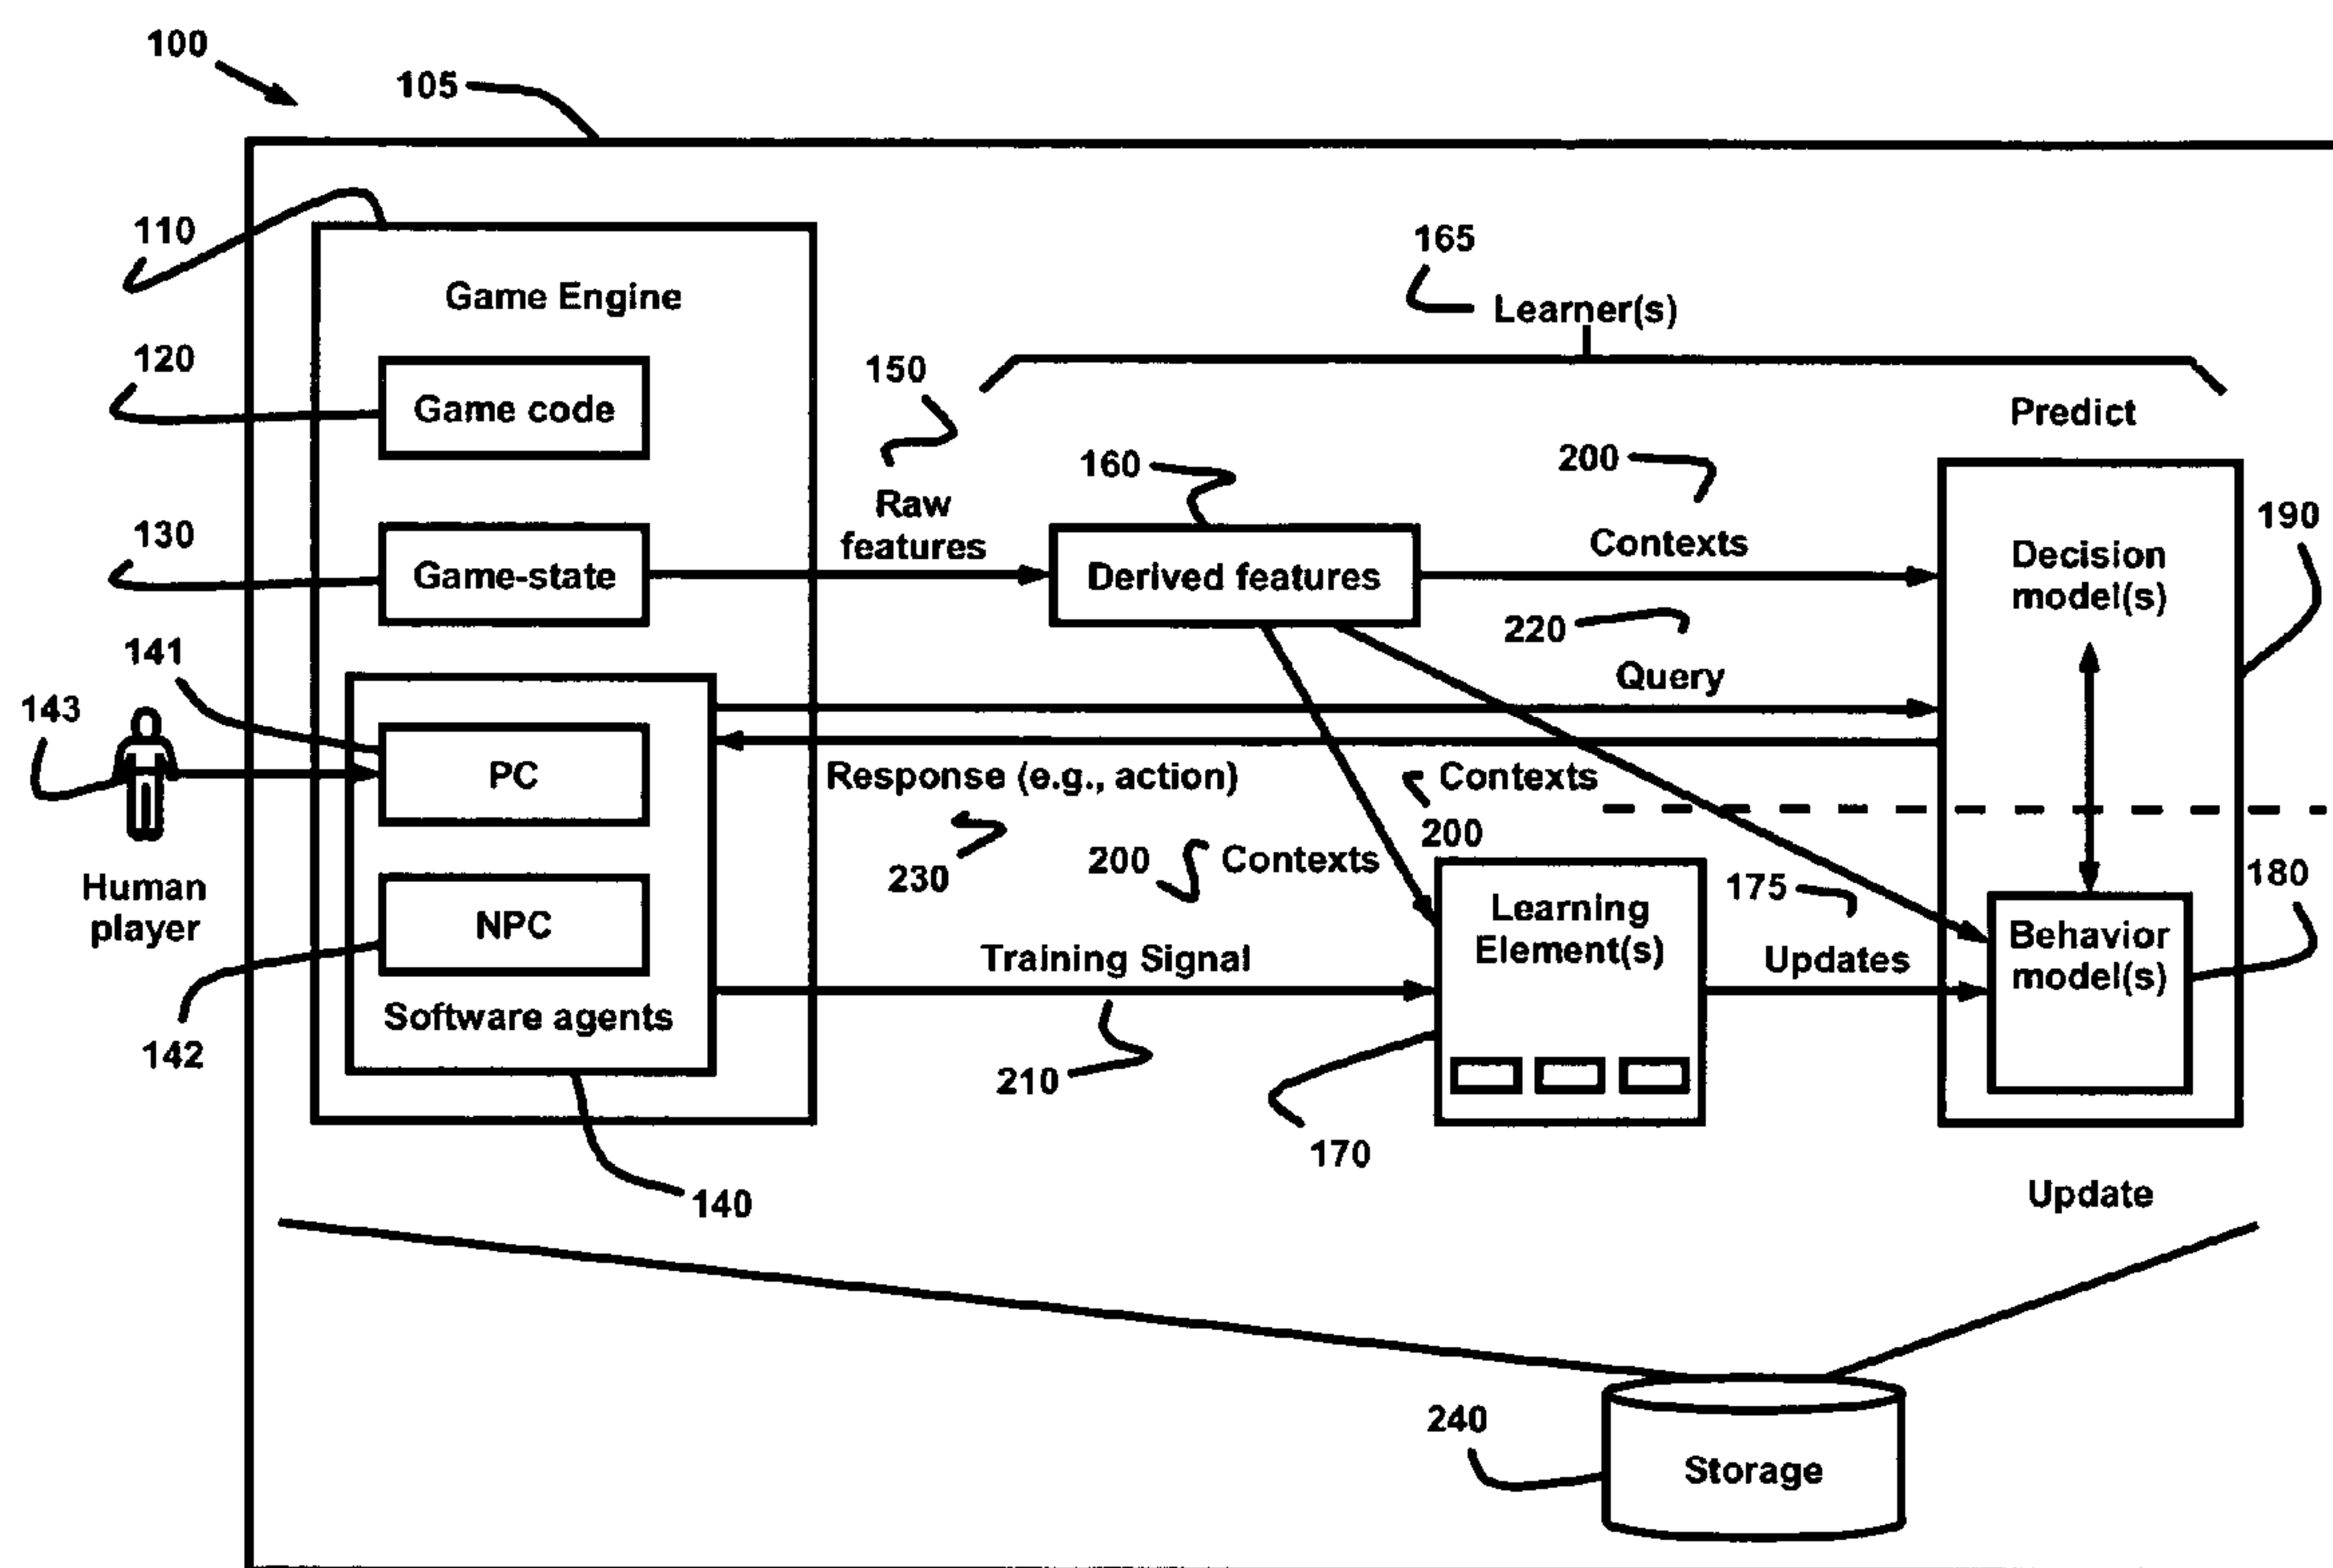 100
105
110
Game Engine
165
Learner(s)
120
Game code
150
Predict
160
200
Raw
features
130
Game-state
Derived features
Contexts
190
Decision
model(s)
220
141
Query
143
PC
Response (e.g., action)
Contexts
200
230
200
Contexts
175
180
Human
player
NPC
Learning
Element(s)
Behavior
model(s)
Training Signal
Updates
Software agents
142
210
170
140
Update
240
Storage